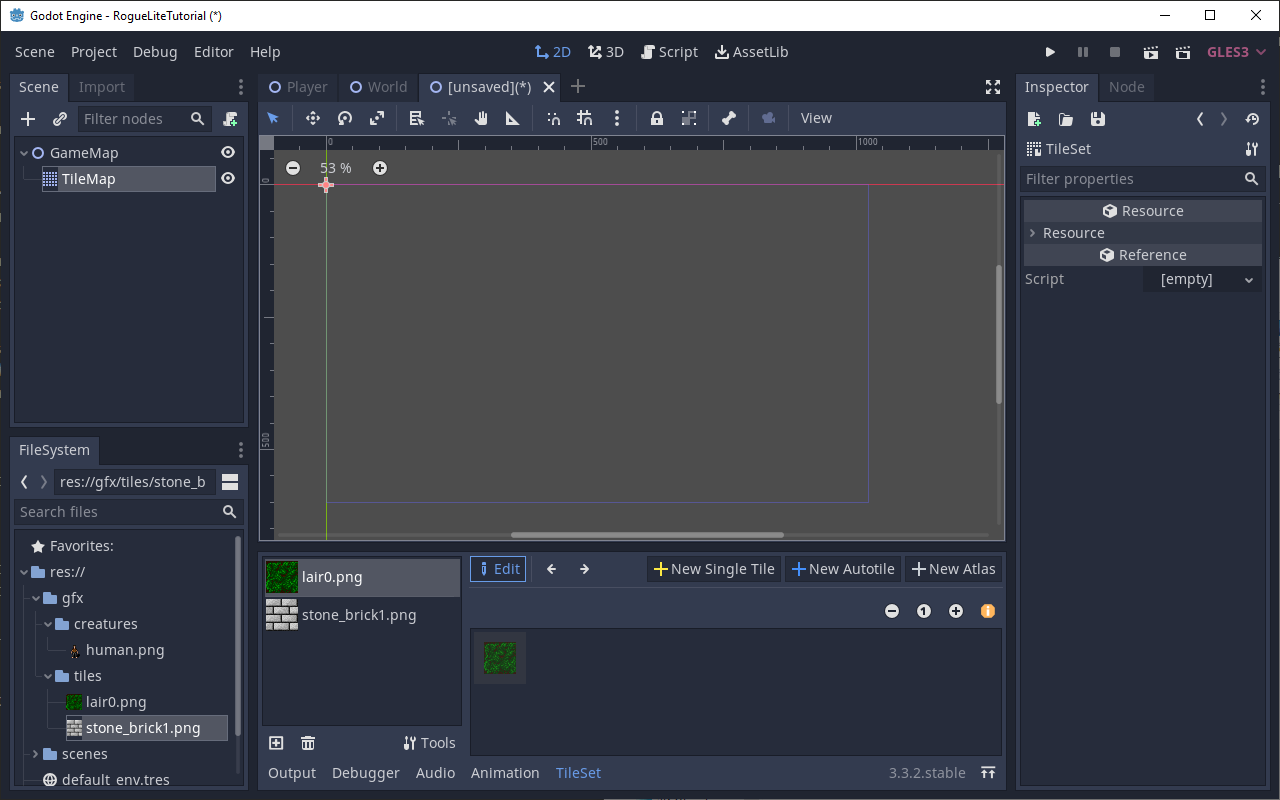 Godot Engine - RogueLiteTutorial (*)
Scene Project Debug Editor Help
2D 3D Script AssetLib
GLES3
Scene Import
Filter nodes
GameMap
TileMap
FileSystem
res://gfx/tiles/stone_b
Search files
Favorites:
res://
gfx
creatures
human.png
tiles
lair0.png
stone_brick1.png
scenes
default_env.tres
Player World [unsaved](*)
View
0 500 1000
53 %
0
500
lair0.png
stone_brick1.png
Tools
Edit New Single Tile New Autotile New Atlas
1
Output Debugger Audio Animation TileSet 3.3.2.stable
Inspector Node
TileSet
Filter properties
Resource
Resource
Reference
Script [empty]